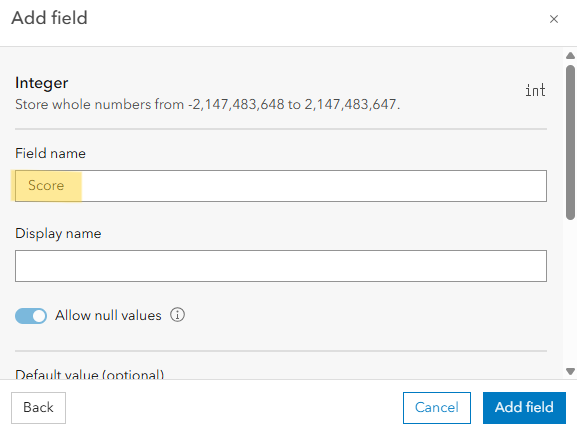 Add field
×
Integer
int
Store whole numbers from -2,147,483,648 to 2,147,483,647.
Field name
Score
Display name
Allow null values
Default value (optional)
Back
Cancel
Add field